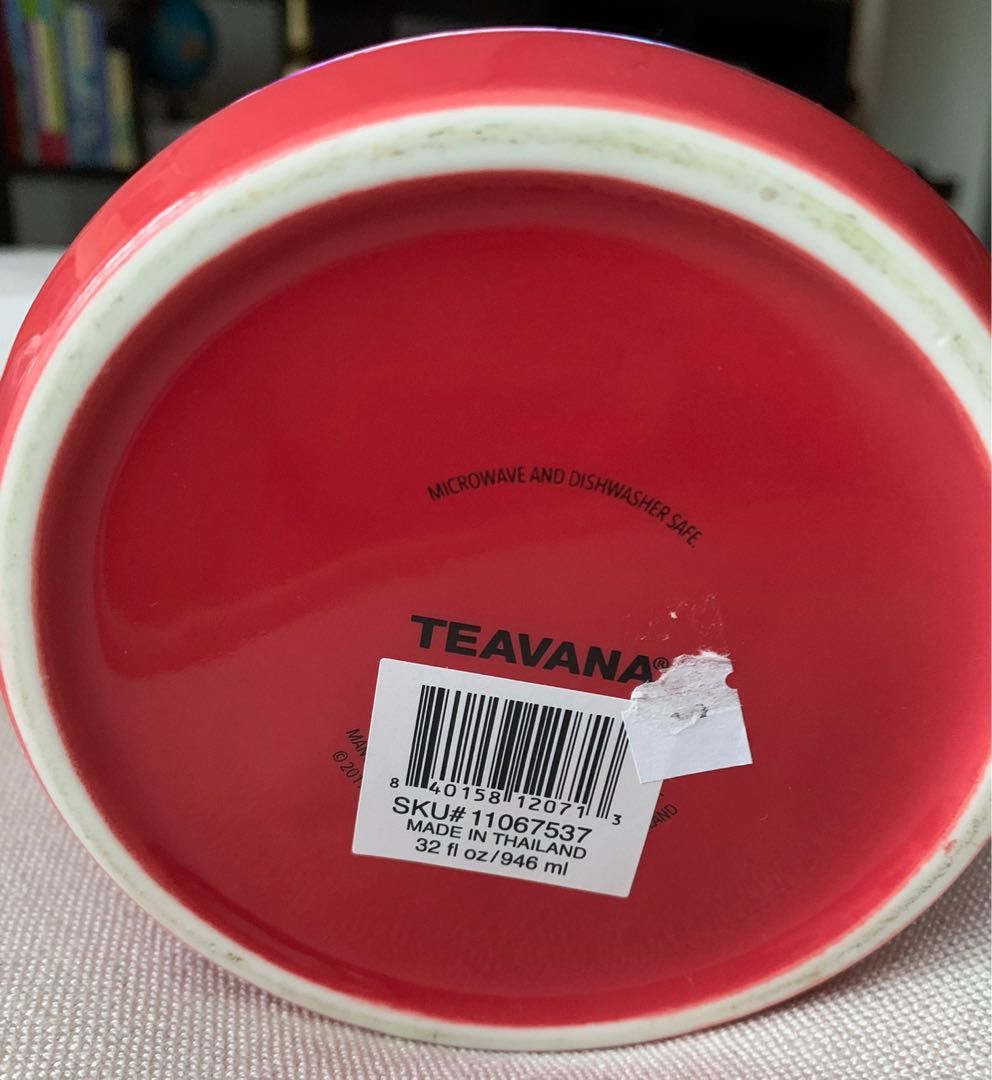 MICROWAVE AND DISHWASHER SAFE.
TEAVANA®
8 40158 12071 3
SKU# 11067537
MADE IN THAILAND
32 fl oz/946 ml